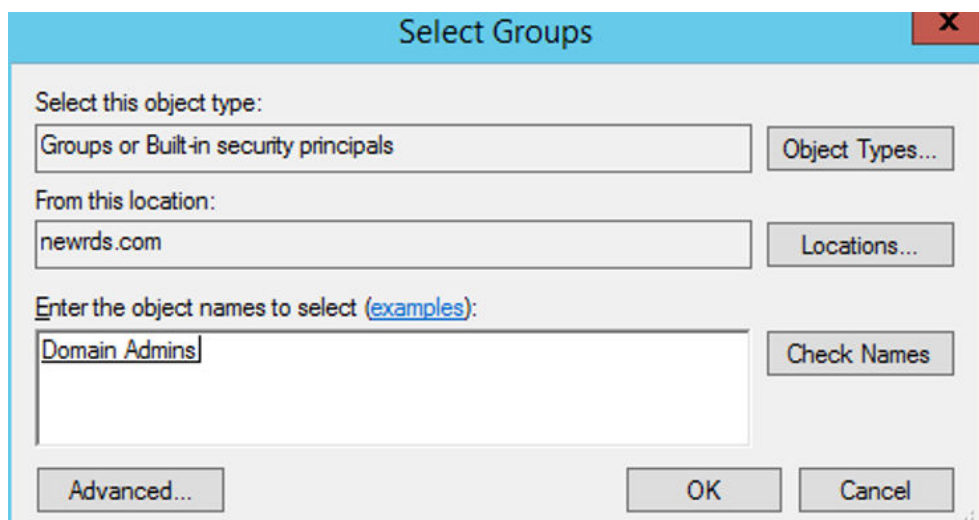 Select Groups
x
Select this object type:
Groups or Built-in security principals
Object Types...
From this location:
newrds.com
Locations...
Enter the object names to select (examples):
Domain Admins
Check Names
Advanced...
OK
Cancel